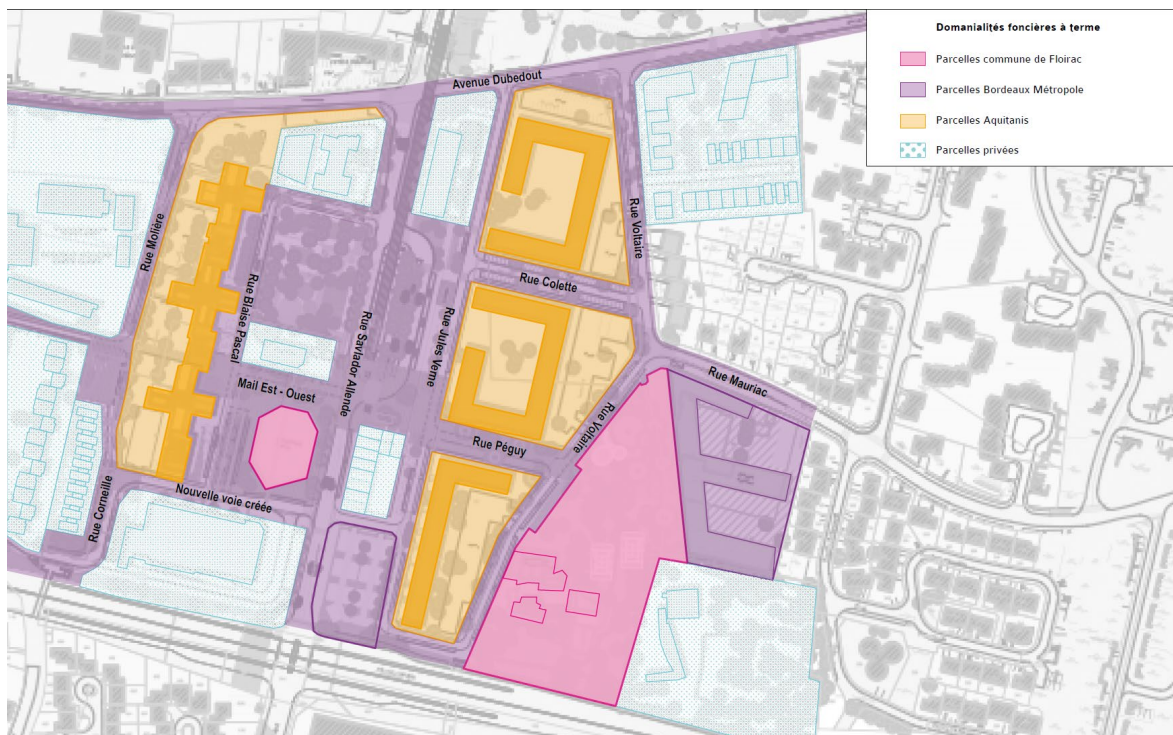 Domanialités foncières à terme
Parcelles commune de Floirac
Parcelles Bordeaux Métropole
Parcelles Aquitanis
Parcelles privées
Avenue Dubedout
Rue Molière
Rue Voltaire
Rue Colette
Rue Blaise Pascal
Rue Savlador Allende
Rue Jules Verne
Rue Mauriac
Mail Est - Ouest
Rue Voltaire
Rue Péguy
Nouvelle voie créée
Rue Corneille